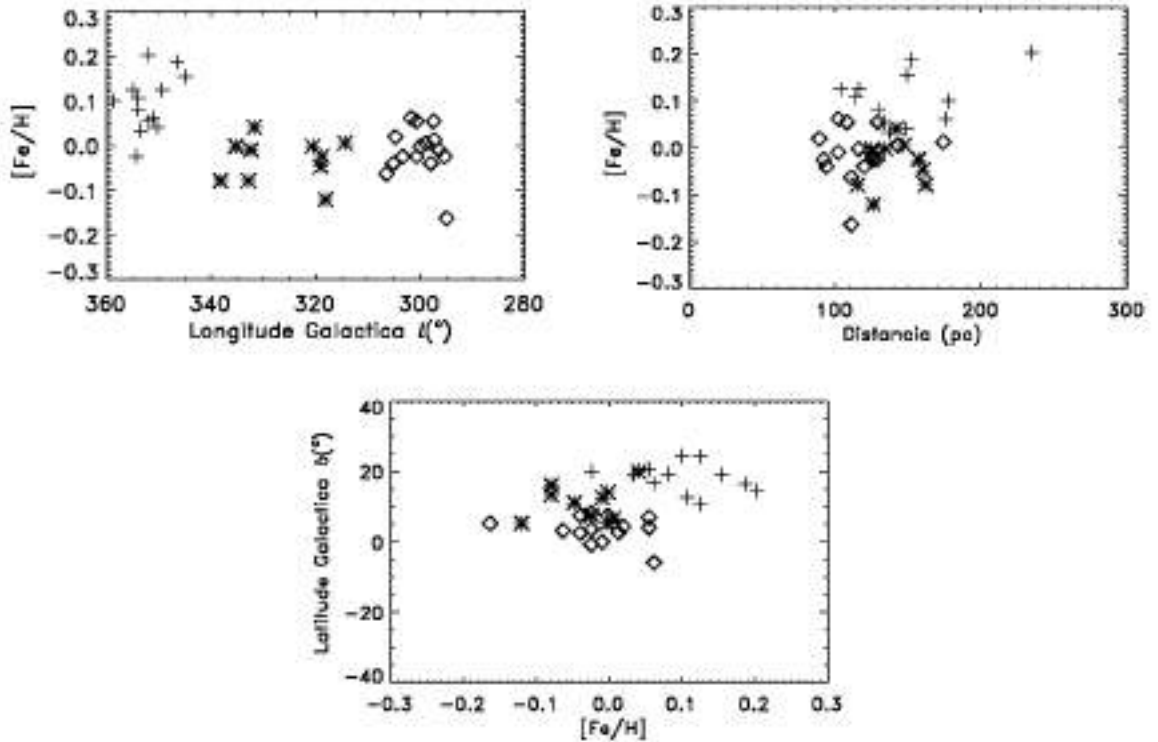 0.3
0.2
0.1
0.0
-0.1
-0.2
-0.3
[Fe/H]
360 340 320 300 280
Longitude Galactica l(°)
0.3
0.2
0.1
0.0
-0.1
-0.2
-0.3
[Fe/H]
0 100 200 300
Distancia (pc)
40
20
0
-20
-40
Latitude Galactica b(°)
-0.3 -0.2 -0.1 0.0 0.1 0.2 0.3
[Fe/H]